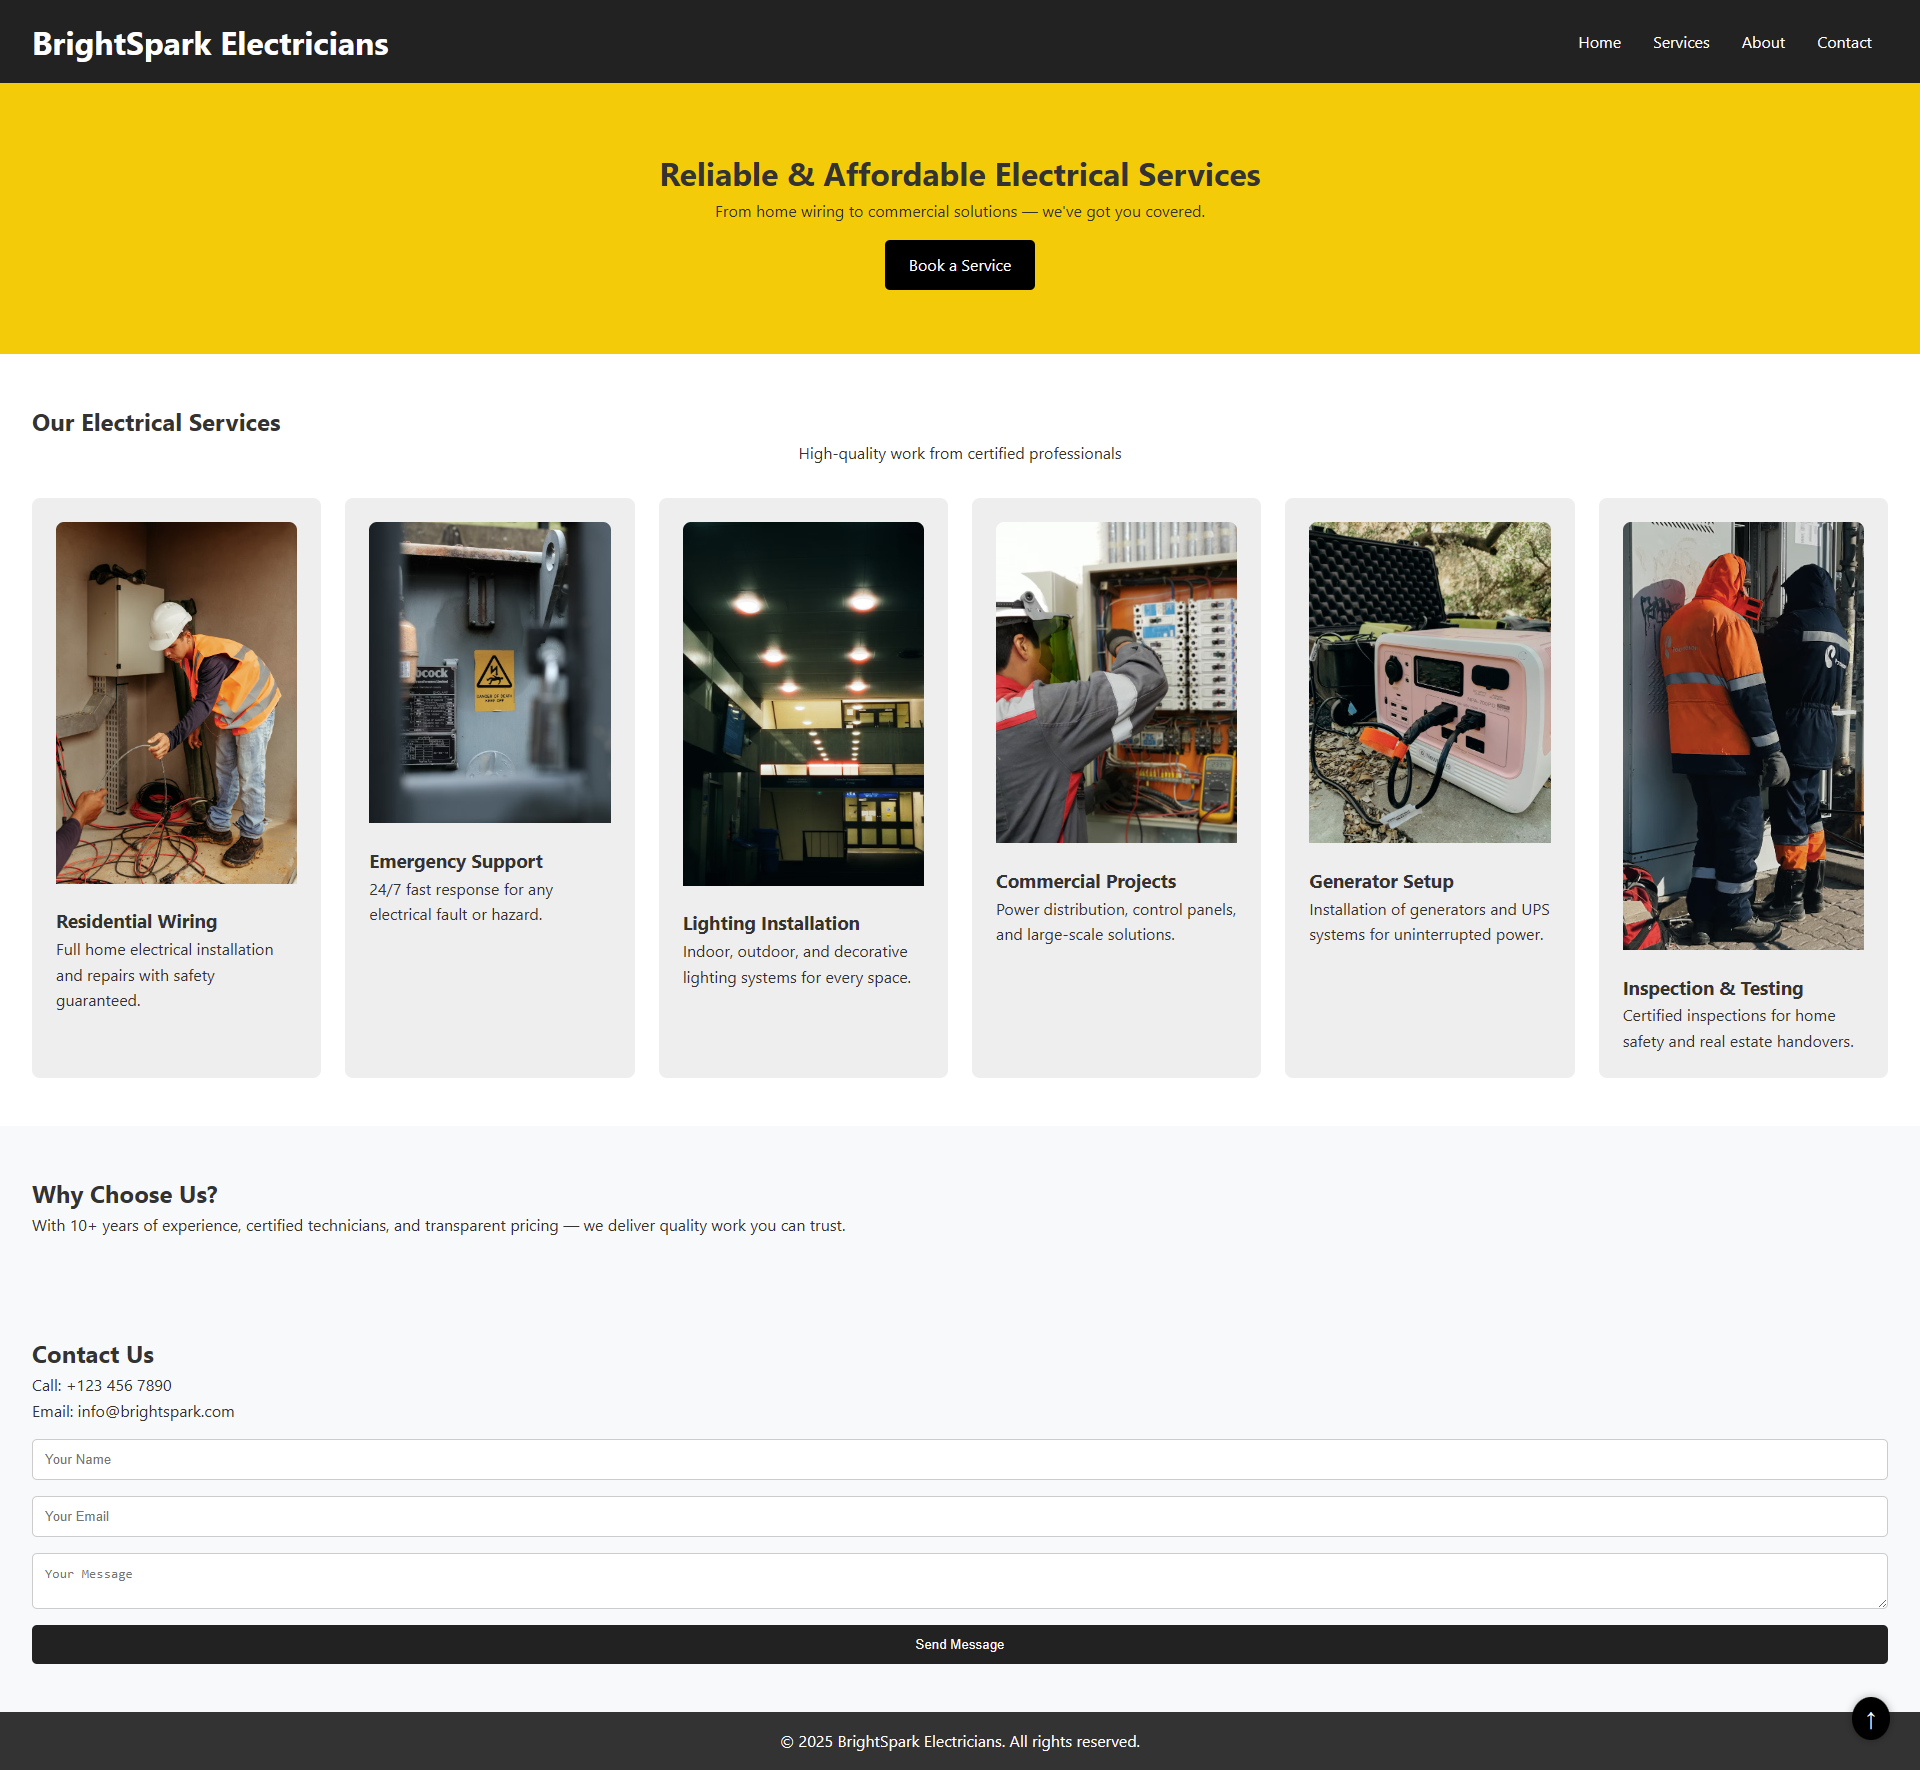 BrightSpark Electricians
Home
Services
About
Contact
Reliable & Affordable Electrical Services
From home wiring to commercial solutions — we've got you covered.
Book a Service
Our Electrical Services
High-quality work from certified professionals
DANGER OF DEATH
KEEP OFF
Residential Wiring
Full home electrical installation
and repairs with safety
guaranteed.
Emergency Support
24/7 fast response for any
electrical fault or hazard.
Lighting Installation
Indoor, outdoor, and decorative
lighting systems for every space.
Commercial Projects
Power distribution, control panels,
and large-scale solutions.
Generator Setup
Installation of generators and UPS
systems for uninterrupted power.
Inspection & Testing
Certified inspections for home
safety and real estate handovers.
Why Choose Us?
With 10+ years of experience, certified technicians, and transparent pricing — we deliver quality work you can trust.
Contact Us
Call: +123 456 7890
Email: info@brightspark.com
Your Name
Your Email
Your Message
Send Message
↑
© 2025 BrightSpark Electricians. All rights reserved.